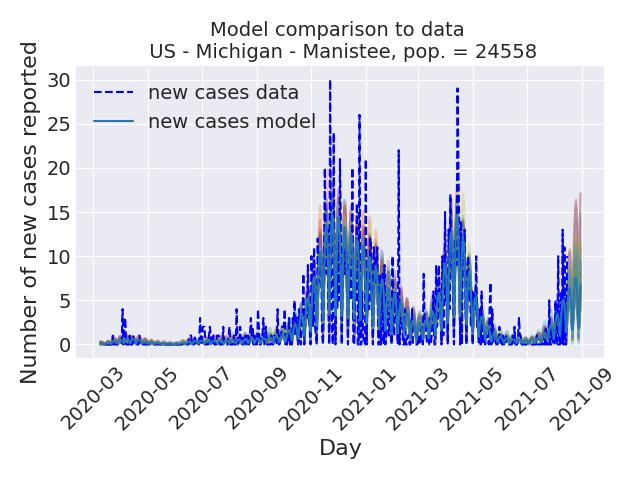 Model comparison to data
US - Michigan - Manistee, pop. = 24558
Number of new cases reported
30
25
20
15
10
5
0
new cases data
new cases model
2020-03
2020-05
2020-07
2020-09
2020-11
2021-01
2021-03
2021-05
2021-07
2021-09
Day